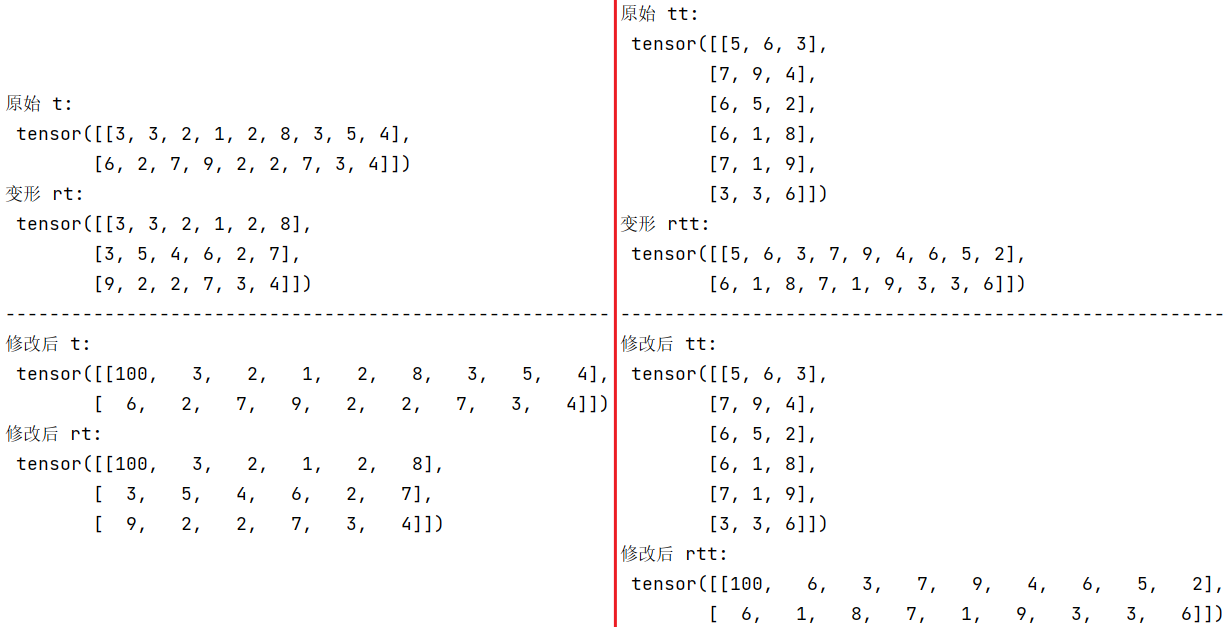 原始 t:
tensor([[3, 3, 2, 1, 2, 8, 3, 5, 4],
[6, 2, 7, 9, 2, 2, 7, 3, 4]])
变形 rt:
tensor([[3, 3, 2, 1, 2, 8],
[3, 5, 4, 6, 2, 7],
[9, 2, 2, 7, 3, 4]])
-------------------------------------------------------
修改后 t:
tensor([[100, 3, 2, 1, 2, 8, 3, 5, 4],
[ 6, 2, 7, 9, 2, 2, 7, 3, 4]])
修改后 rt:
tensor([[100, 3, 2, 1, 2, 8],
[ 3, 5, 4, 6, 2, 7],
[ 9, 2, 2, 7, 3, 4]])
原始 tt:
tensor([[5, 6, 3],
[7, 9, 4],
[6, 5, 2],
[6, 1, 8],
[7, 1, 9],
[3, 3, 6]])
变形 rtt:
tensor([[5, 6, 3, 7, 9, 4, 6, 5, 2],
[6, 1, 8, 7, 1, 9, 3, 3, 6]])
-------------------------------------------------------
修改后 tt:
tensor([[5, 6, 3],
[7, 9, 4],
[6, 5, 2],
[6, 1, 8],
[7, 1, 9],
[3, 3, 6]])
修改后 rtt:
tensor([[100, 6, 3, 7, 9, 4, 6, 5, 2],
[ 6, 1, 8, 7, 1, 9, 3, 3, 6]])